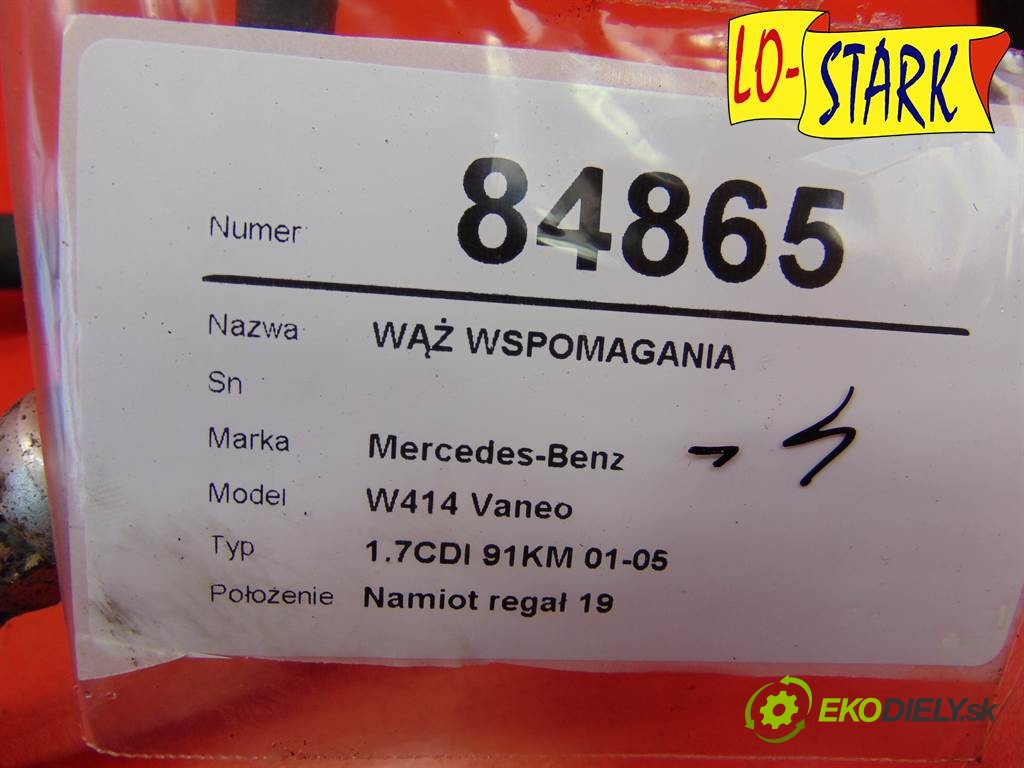 LO-STARK
Numer 84865
Nazwa WĄŻ WSPOMAGANIA
Sn
Marka Mercedes-Benz
Model W414 Vaneo
Typ 1.7CDI 91KM 01-05
Położenie Namiot regał 19
EKODIELY.sk